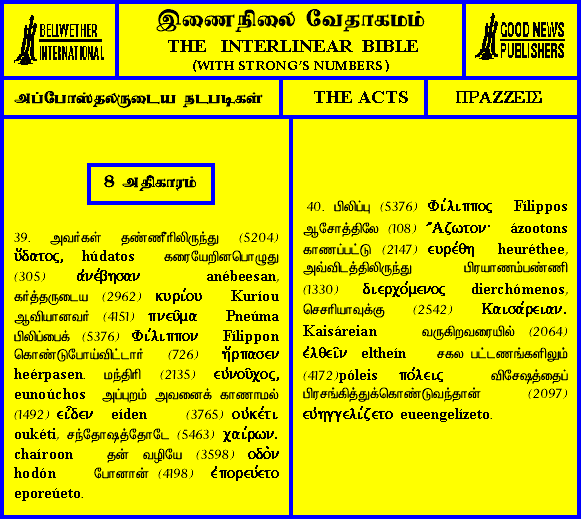 BELLWETHER
INTERNATIONAL
இணைநிலை வேதாகமம்
THE INTERLINEAR BIBLE
(WITH STRONG'S NUMBERS)
GOOD NEWS
PUBLISHERS
அப்போஸ்தலருடைய நடபடிகள்
THE ACTS
ΠΡΑΖΖΕΙΣ
8 அதிகாரம்
39. அவர்கள் தண்ணீரிலிருந்து (5204)
ὕδατος, húdatos கரையேறினபொழுது
(305) ἀνέβησαν anébeesan,
கர்த்தருடைய (2962) κυρίου Kuríou
ஆவியானவர் (4151) πνεῦμα Pneúma
பிலிப்பைக் (5376) Φίλιππον Filippon
கொண்டுபோய்விட்டார் (726) ἥρπασεν
heérpasen. மந்திரி (2135) εὐνοῦχος,
eunoúchos அப்புறம் அவனைக் காணாமல்
(1492) εἶδεν eíden (3765) οὐκέτι
oukéti, சந்தோஷத்தோடே (5463) χαίρων.
chaíroon தன் வழியே (3598) ὁδὸν
hodón போனான் (4198) ἐπορεύετο
eporeúeto.
40. பிலிப்பு (5376) Φίλιππος Filippos
ஆசோத்திலே (108) Ἄζωτον· ázootons
காணப்பட்டு (2147) ευρέθη heuréthee,
அவ்விடத்திலிருந்து பிரயாணம்பண்ணி
(1330) διερχόμενος dierchómenos,
செசரியாவுக்கு (2542) Καισάρειαν.
Kaisáreian வருகிறவரையில் (2064)
ἐλθεῖν eltheín சகல பட்டணங்களிலும்
(4172)póleis πόλεις விசேஷத்தைப்
பிரசங்கித்துக்கொண்டுவந்தான் (2097)
εὐηγγελίζετο eueengelízeto.